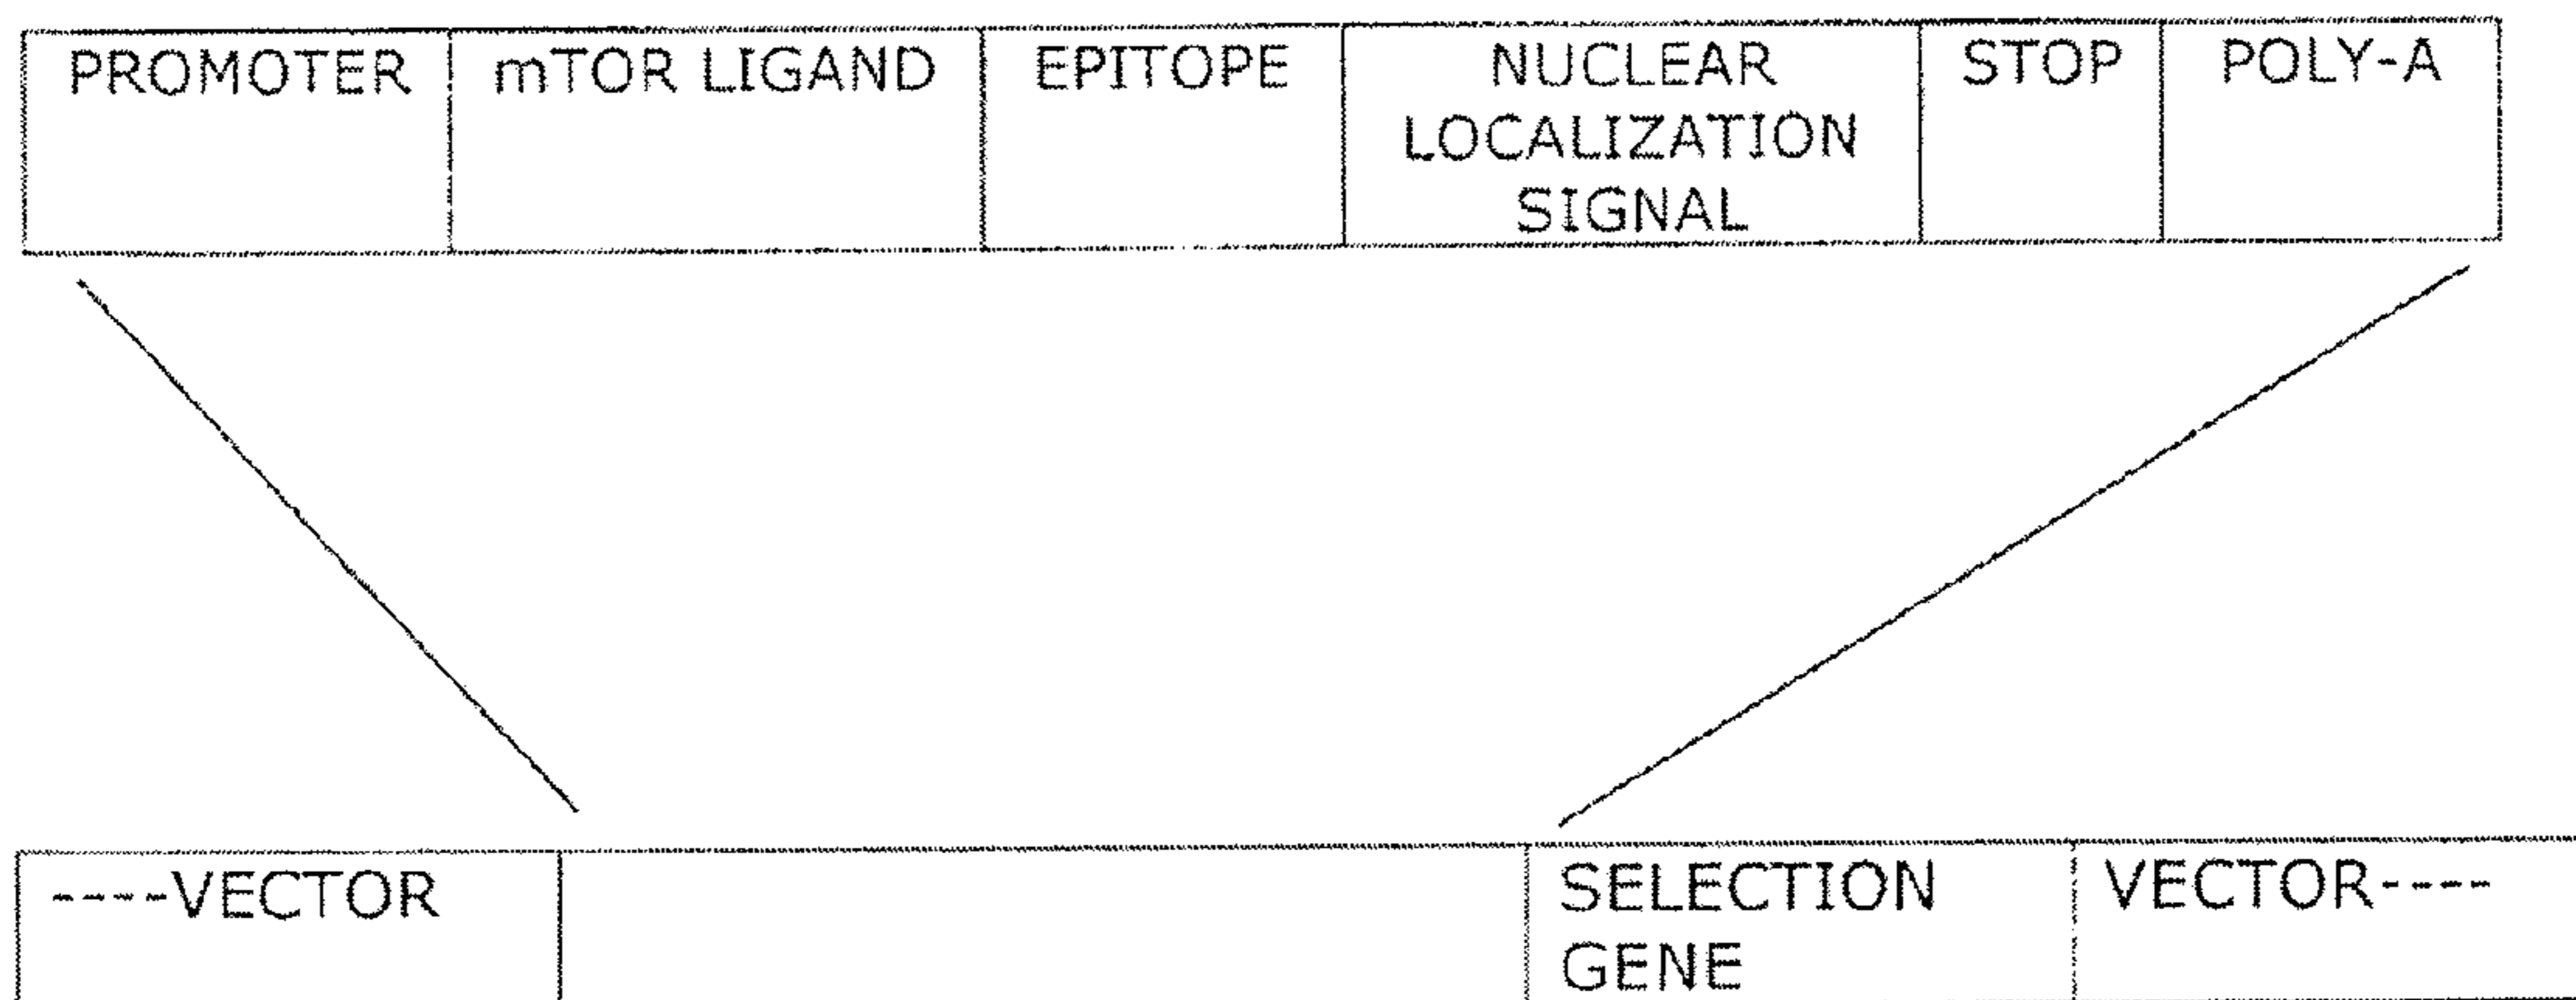 PROMOTER
mTOR LIGAND
EPITOPE
NUCLEAR
LOCALIZATION
SIGNAL
STOP
POLY-A
----VECTOR
SELECTION
GENE
VECTOR----